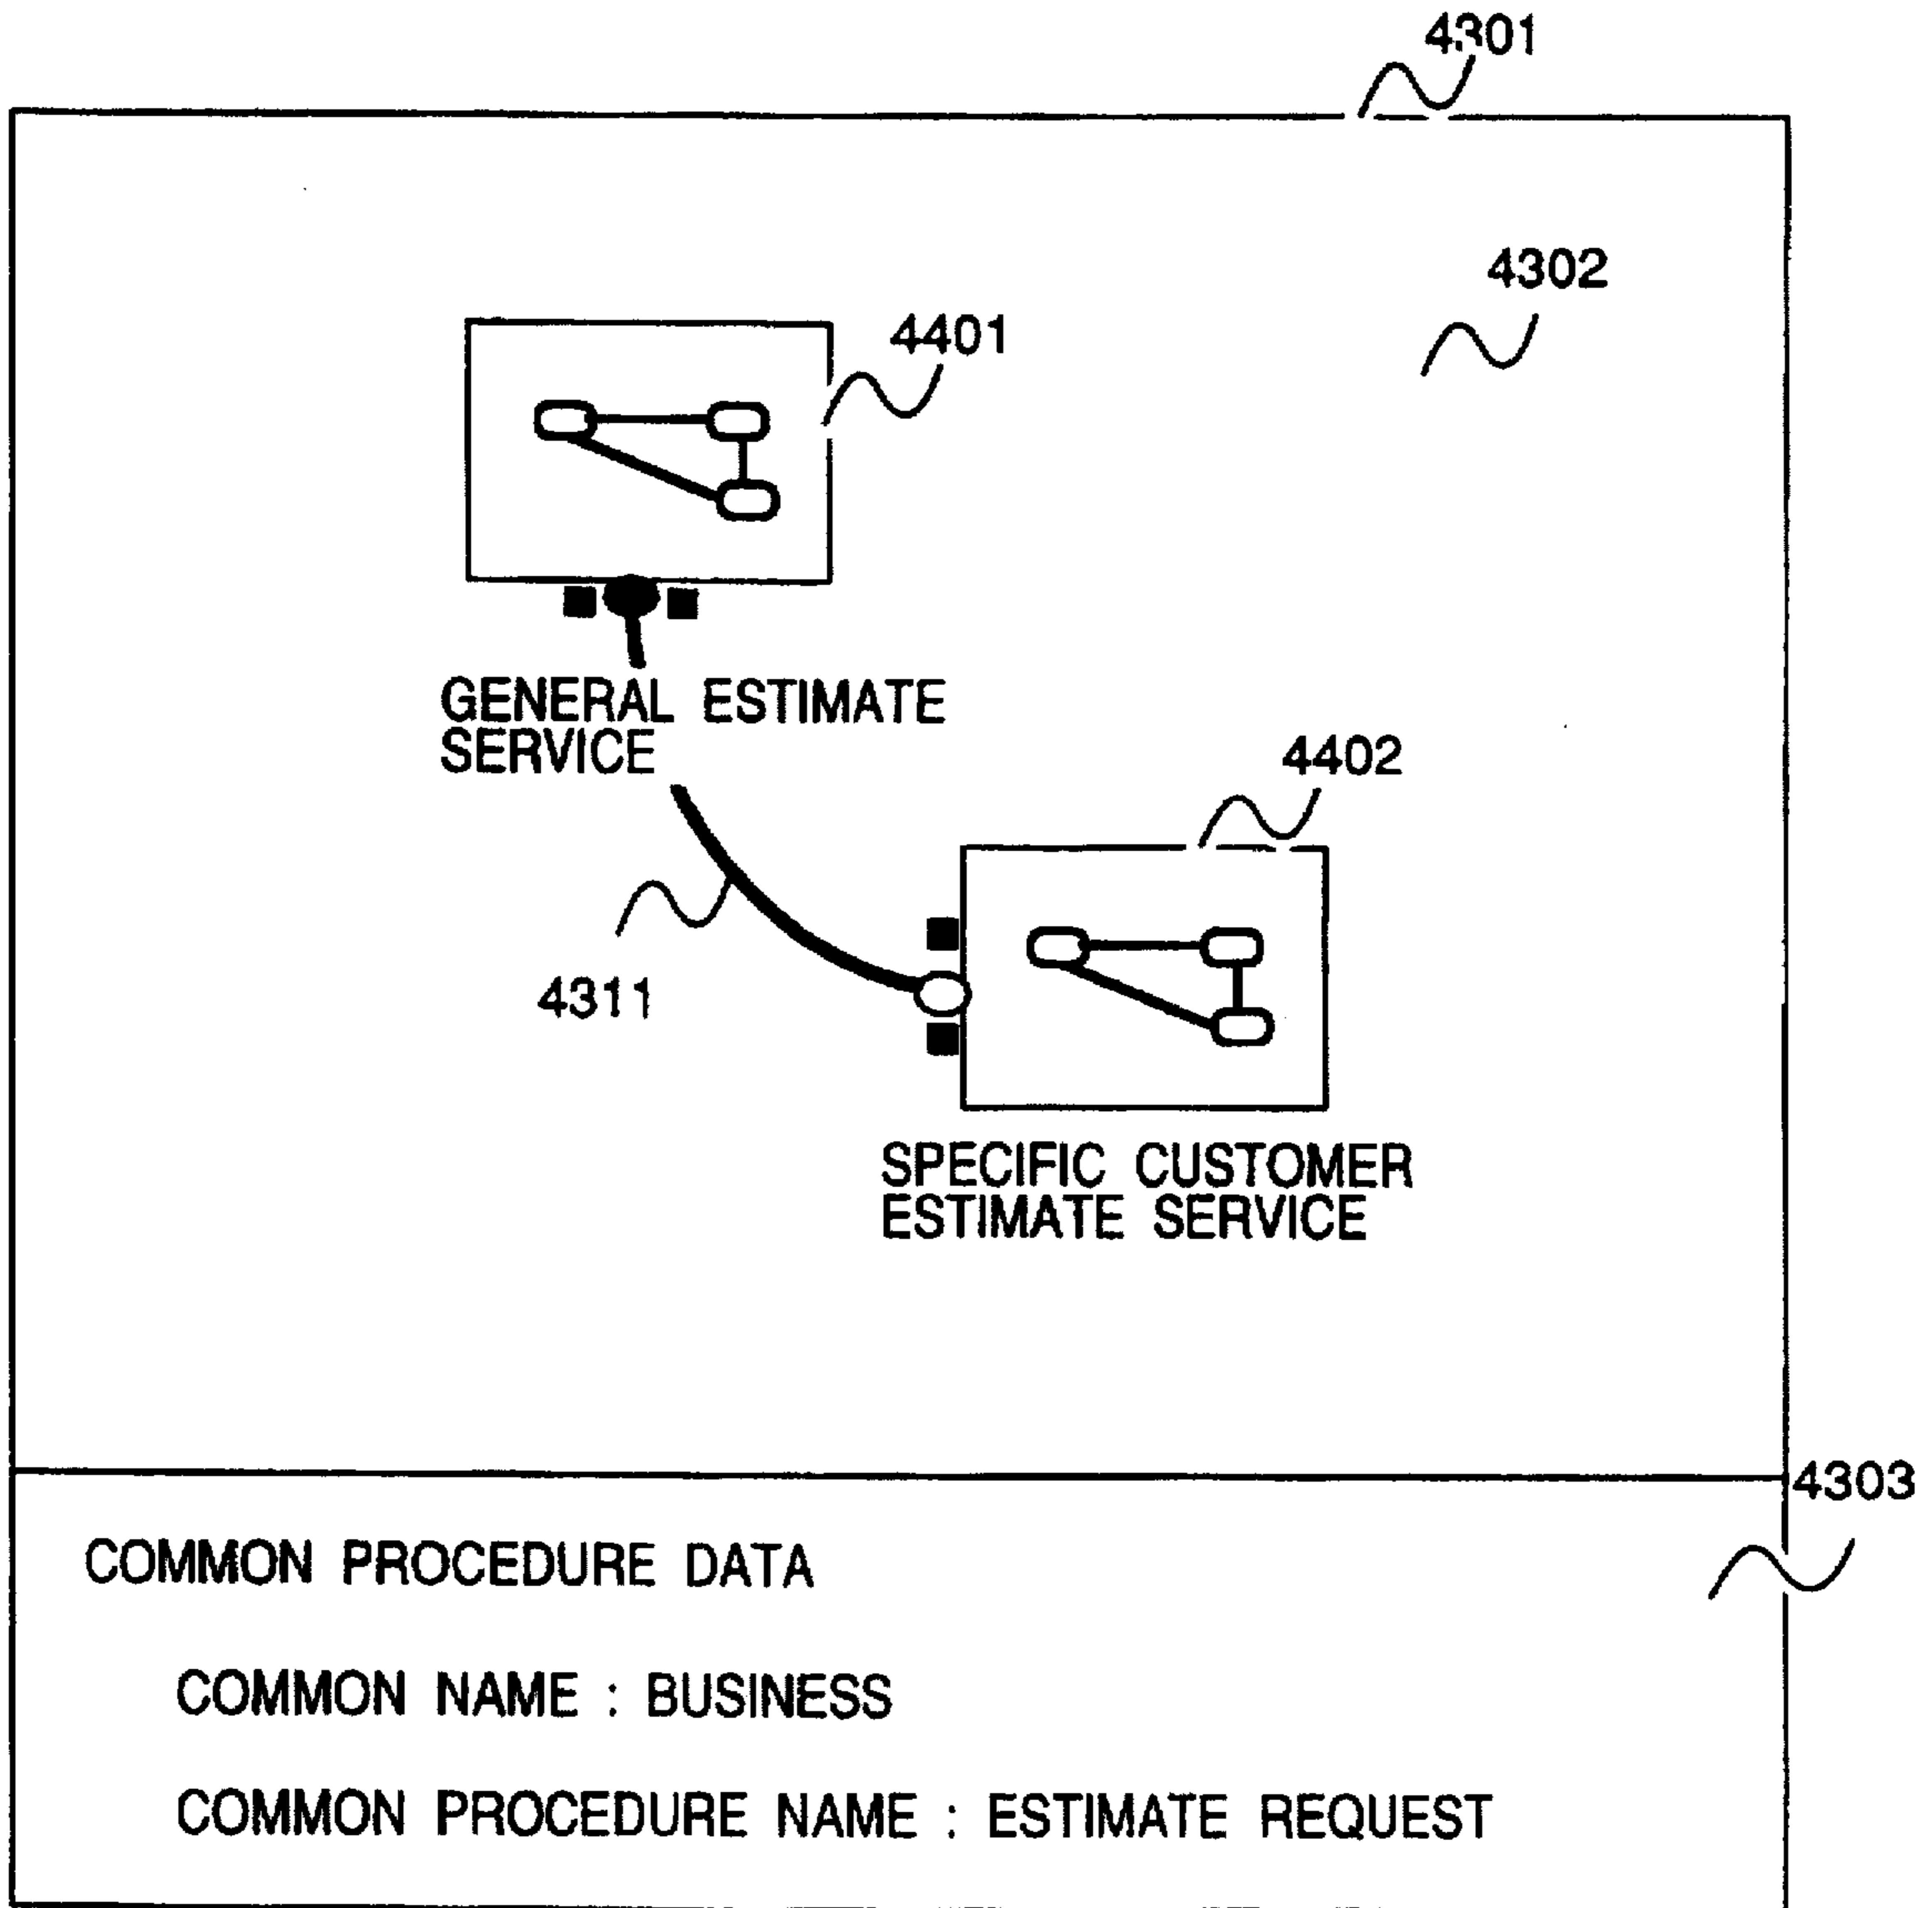 4301
4302
4401
GENERAL ESTIMATE
SERVICE
4402
4311
SPECIFIC CUSTOMER
ESTIMATE SERVICE
4303
COMMON PROCEDURE DATA
COMMON NAME : BUSINESS
COMMON PROCEDURE NAME : ESTIMATE REQUEST